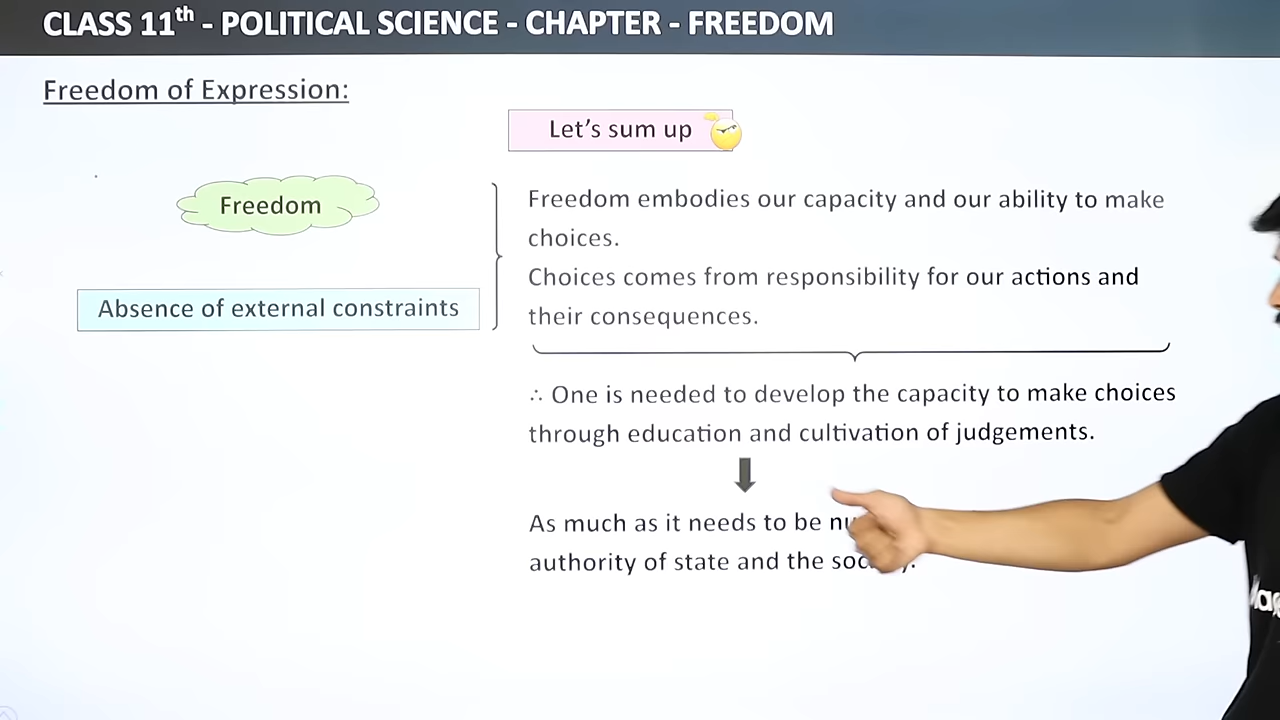 CLASS 11th - POLITICAL SCIENCE - CHAPTER - FREEDOM
Freedom of Expression:
Let's sum up
Freedom
Absence of external constraints
Freedom embodies our capacity and our ability to make
choices.
Choices comes from responsibility for our actions and
their consequences.
∴ One is needed to develop the capacity to make choices
through education and cultivation of judgements.
As much as it needs to be
authority of state and the